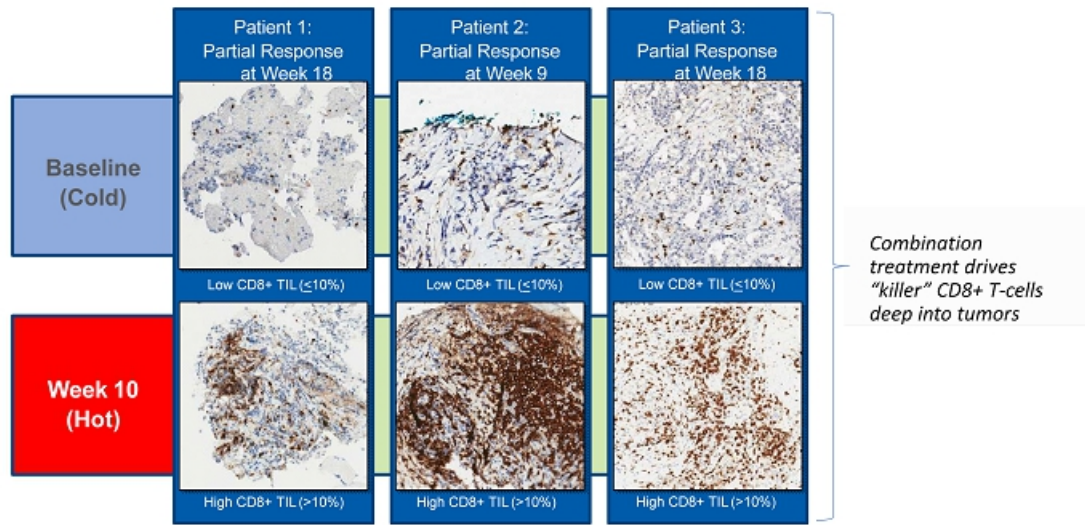 Patient 1:
Partial Response
at Week 18
Patient 2:
Partial Response
at Week 9
Patient 3:
Partial Response
at Week 18
Baseline
(Cold)
Low CD8+ TIL (≤10%)
Low CD8+ TIL (≤10%)
Low CD8+ TIL (≤10%)
Week 10
(Hot)
High CD8+ TIL (>10%)
High CD8+ TIL (>10%)
High CD8+ TIL (>10%)
Combination
treatment drives
“killer” CD8+ T-cells
deep into tumors